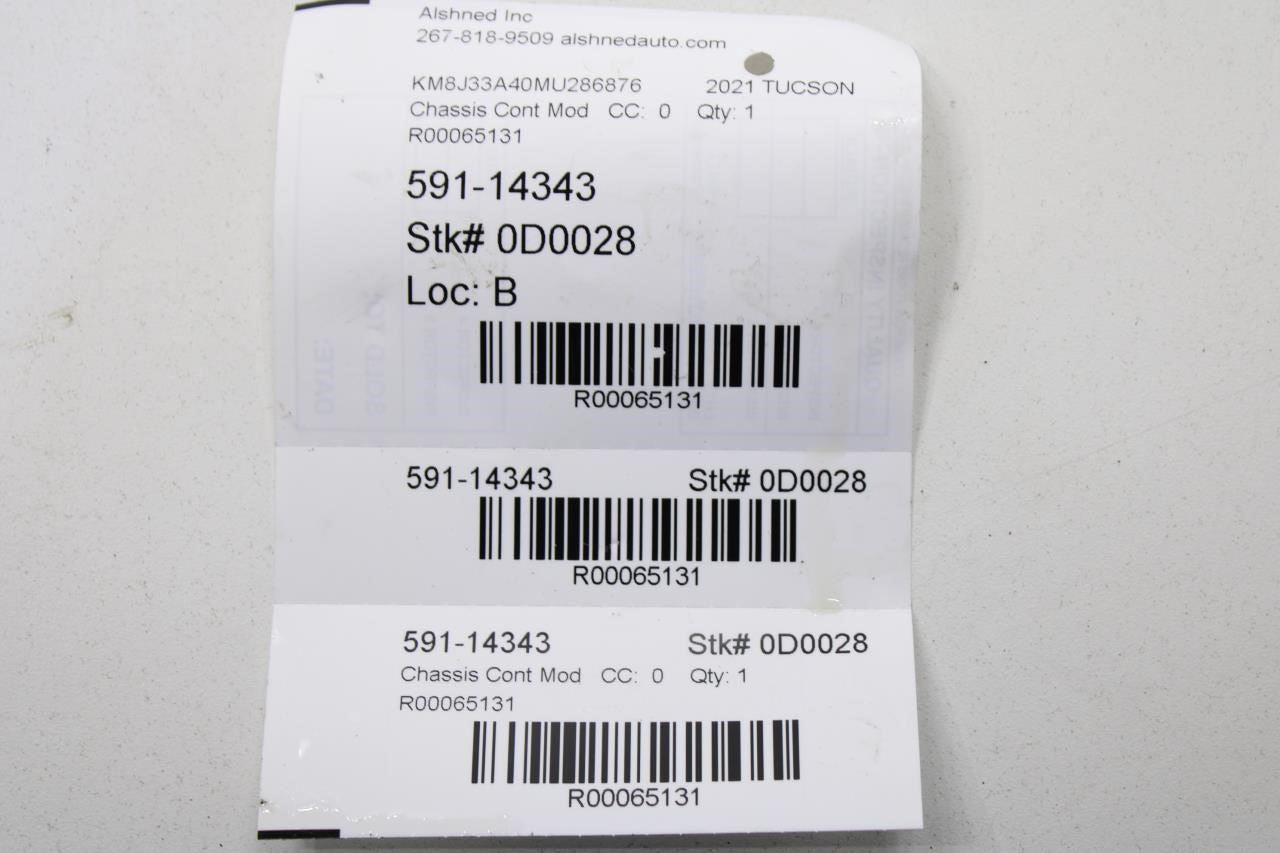 Alshned Inc
267-818-9509 alshnedauto.com
KM8J33A40MU286876 2021 TUCSON
Chassis Cont Mod CC: 0 Qty: 1
R00065131
591-14343
Stk# 0D0028
Loc: B
R00065131
591-14343 Stk# 0D0028
R00065131
591-14343 Stk# 0D0028
Chassis Cont Mod CC: 0 Qty: 1
R00065131
R00065131